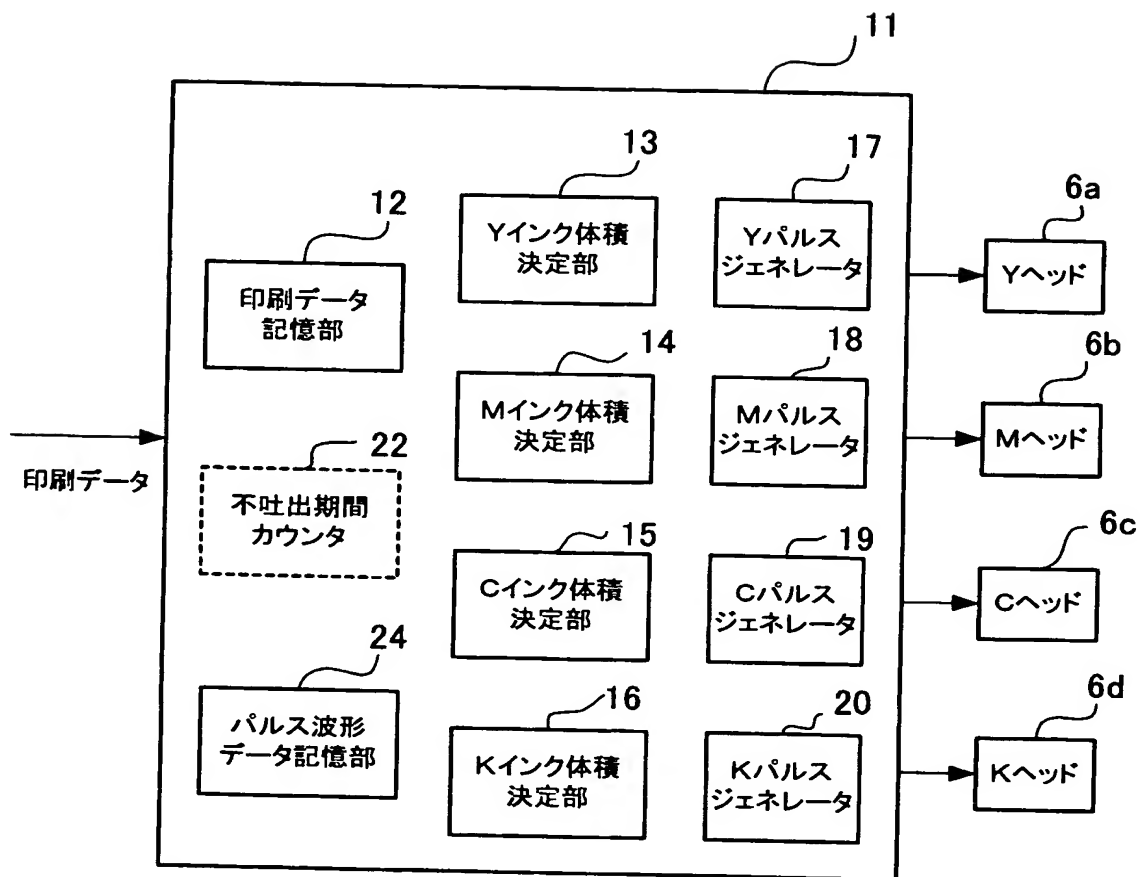 11
印刷データ
12
印刷データ
記憶部
22
不吐出期間
カウンタ
24
パルス波形
データ記憶部
13
Yインク体積
決定部
14
Mインク体積
決定部
15
Cインク体積
決定部
16
Kインク体積
決定部
17
Yパルス
ジェネレータ
18
Mパルス
ジェネレータ
19
Cパルス
ジェネレータ
20
Kパルス
ジェネレータ
6a
Yヘッド
6b
Mヘッド
6c
Cヘッド
6d
Kヘッド